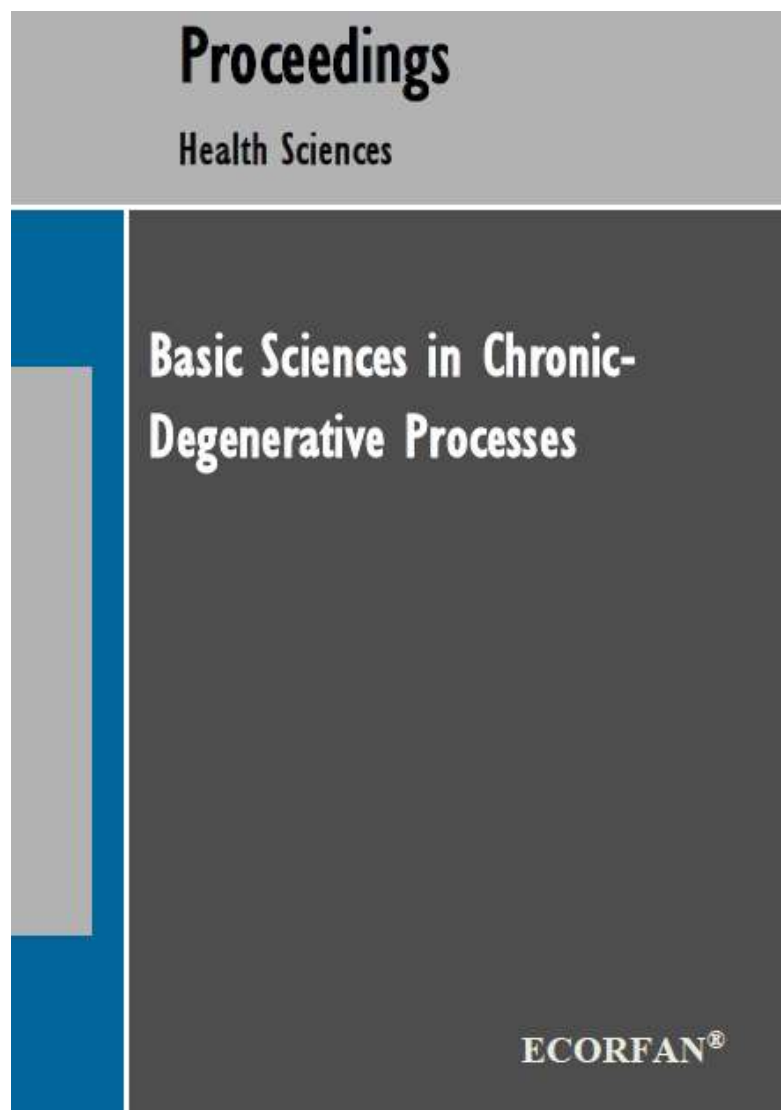 Proceedings
Health Sciences
Basic Sciences in Chronic-
Degenerative Processes
ECORFAN®